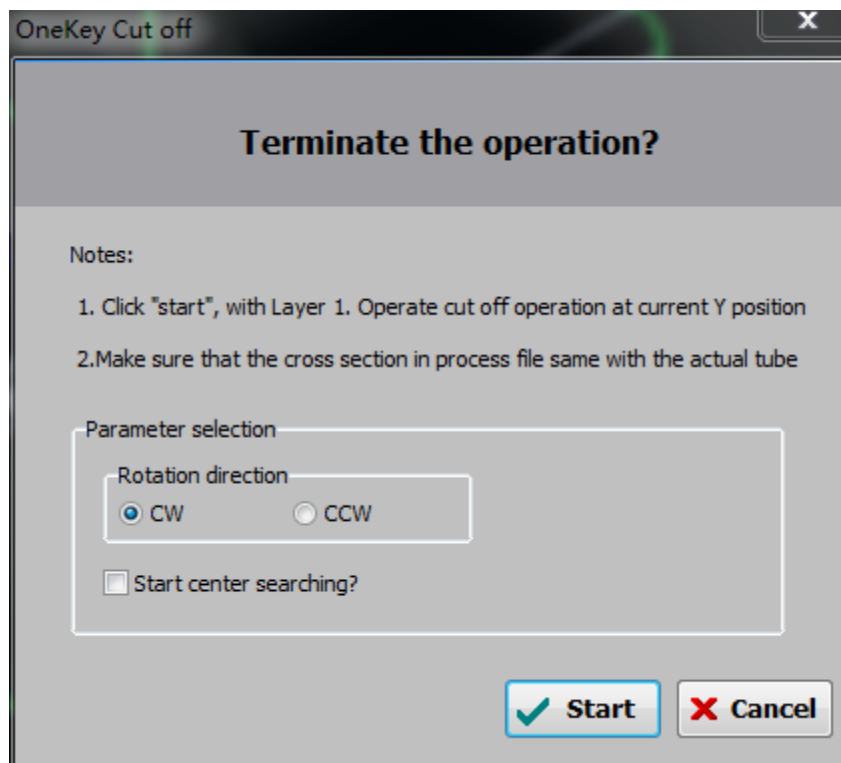 OneKey Cut off
Terminate the operation?
Notes:
1. Click "start", with Layer 1. Operate cut off operation at current Y position
2.Make sure that the cross section in process file same with the actual tube
Parameter selection
Rotation direction
CW CCW
Start center searching?
Start Cancel